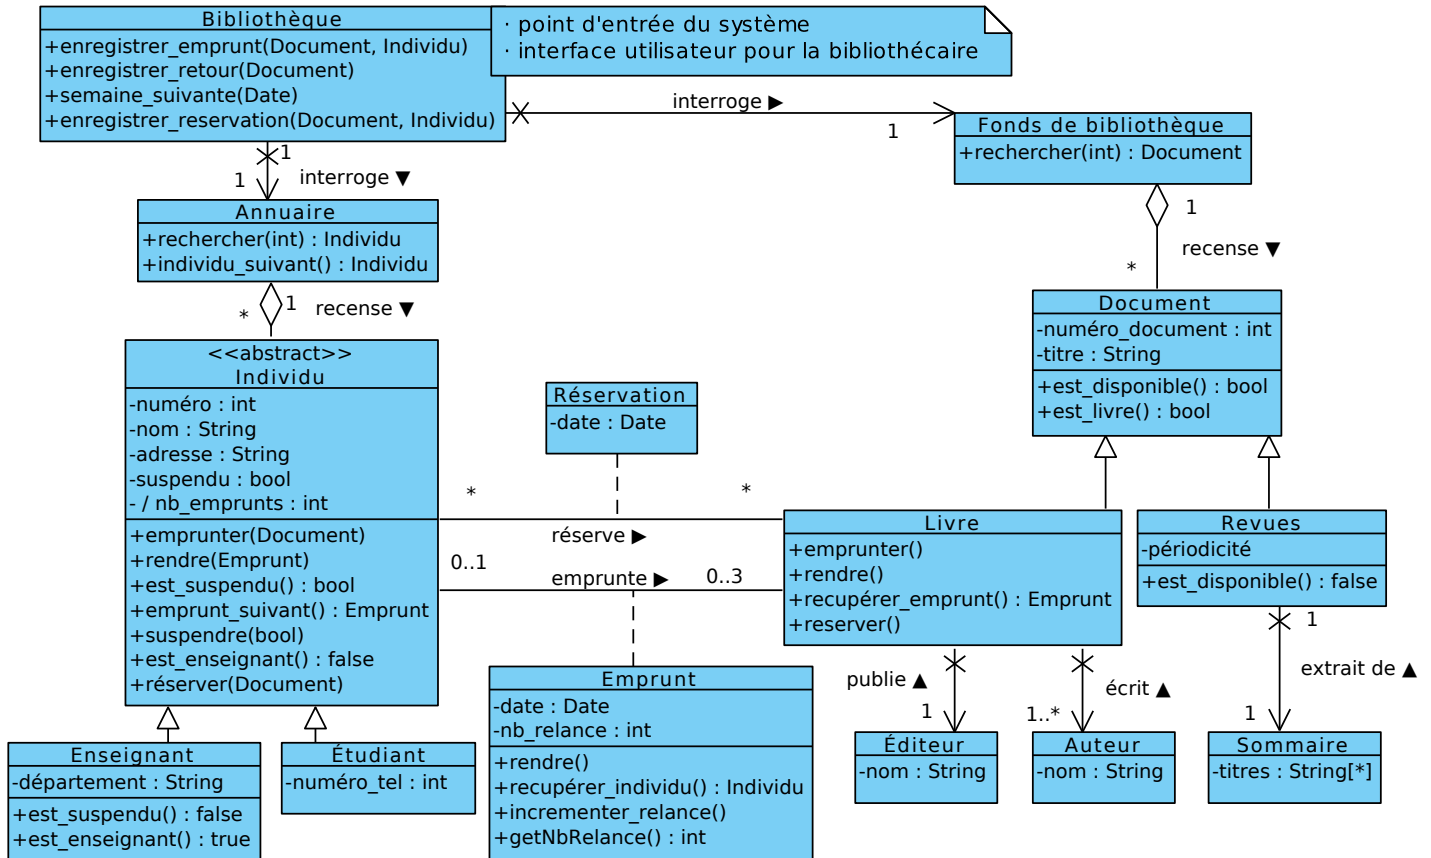 Bibliothèque
+enregistrer_emprunt(Document, Individu)
+enregistrer_retour(Document)
+semaine_suivante(Date)
+enregistrer_reservation(Document, Individu)
· point d'entrée du système
· interface utilisateur pour la bibliothécaire
interroge ▶
1
Fonds de bibliothèque
+rechercher(int) : Document
1
1
interroge ▼
Annuaire
+rechercher(int) : Individu
+individu_suivant() : Individu
1
recense ▼
*
1
recense ▼
*
Document
-numéro_document : int
-titre : String
+est_disponible() : bool
+est_livre() : bool
<<abstract>>
Individu
-numéro : int
-nom : String
-adresse : String
-suspendu : bool
- / nb_emprunts : int
+emprunter(Document)
+rendre(Emprunt)
+est_suspendu() : bool
+emprunt_suivant() : Emprunt
+suspendre(bool)
+est_enseignant() : false
+réserver(Document)
Réservation
-date : Date
*
*
réserve ▶
0..1
emprunte ▶
0..3
Livre
+emprunter()
+rendre()
+recupérer_emprunt() : Emprunt
+reserver()
Revues
-périodicité
+est_disponible() : false
1
extrait de ▲
1
publie ▲
1
écrit ▲
1..*
Enseignant
-département : String
+est_suspendu() : false
+est_enseignant() : true
Étudiant
-numéro_tel : int
Emprunt
-date : Date
-nb_relance : int
+rendre()
+recupérer_individu() : Individu
+incrementer_relance()
+getNbRelance() : int
Éditeur
-nom : String
Auteur
-nom : String
Sommaire
-titres : String[*]